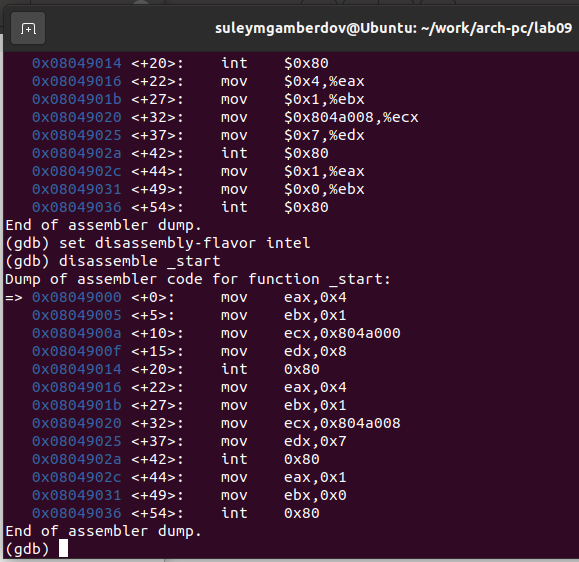 suleymgamberdov@Ubuntu: ~/work/arch-pc/lab09
0x08049014 <+20>: int $0x80
0x08049016 <+22>: mov $0x4,%eax
0x0804901b <+27>: mov $0x1,%ebx
0x08049020 <+32>: mov $0x804a008,%ecx
0x08049025 <+37>: mov $0x7,%edx
0x0804902a <+42>: int $0x80
0x0804902c <+44>: mov $0x1,%eax
0x08049031 <+49>: mov $0x0,%ebx
0x08049036 <+54>: int $0x80
End of assembler dump.
(gdb) set disassembly-flavor intel
(gdb) disassemble _start
Dump of assembler code for function _start:
=> 0x08049000 <+0>: mov eax,0x4
0x08049005 <+5>: mov ebx,0x1
0x0804900a <+10>: mov ecx,0x804a000
0x0804900f <+15>: mov edx,0x8
0x08049014 <+20>: int 0x80
0x08049016 <+22>: mov eax,0x4
0x0804901b <+27>: mov ebx,0x1
0x08049020 <+32>: mov ecx,0x804a008
0x08049025 <+37>: mov edx,0x7
0x0804902a <+42>: int 0x80
0x0804902c <+44>: mov eax,0x1
0x08049031 <+49>: mov ebx,0x0
0x08049036 <+54>: int 0x80
End of assembler dump.
(gdb)